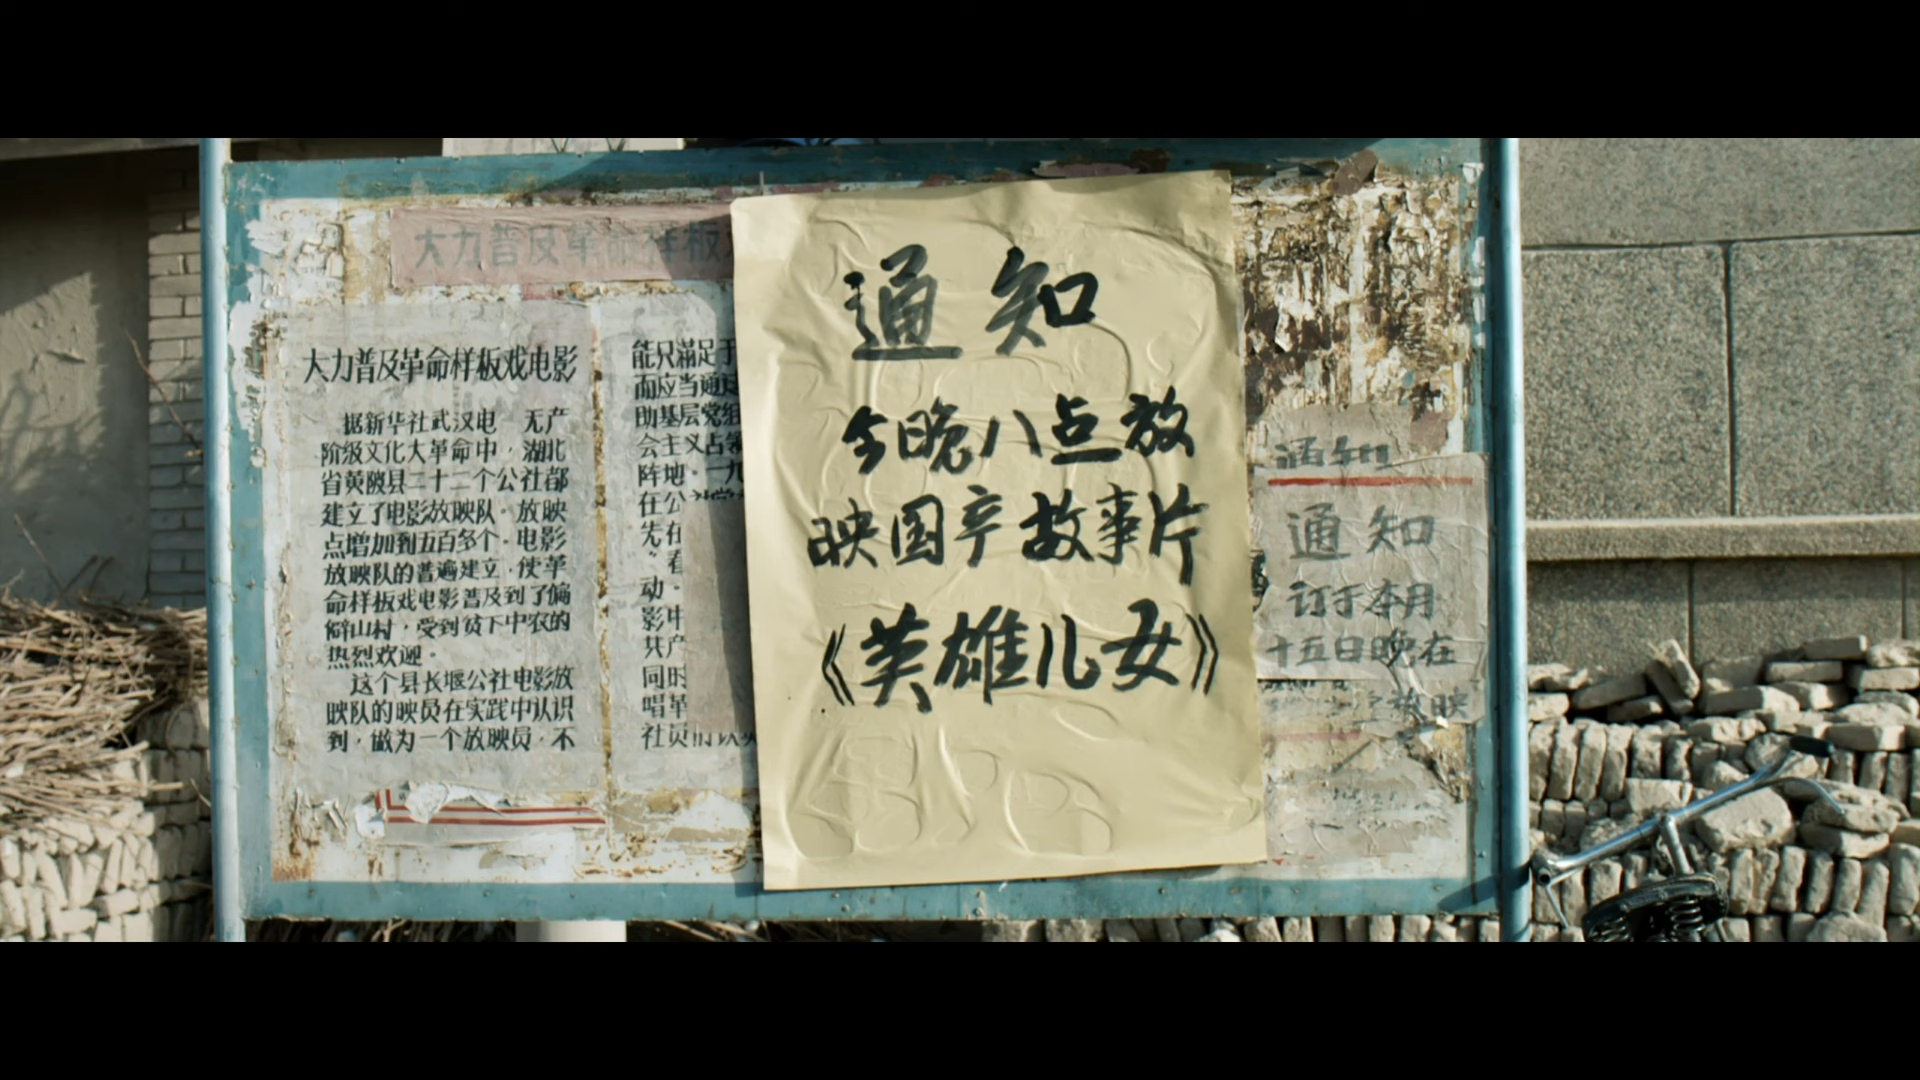 大力普及革命样板
大力普及革命样板戏电影
据新华社武汉电 无产
阶级文化大革命中，湖北
省黄陂县二十二个公社都
建立了电影放映队。放映
点增加到五百多个。电影
放映队的普遍建立，使革
命样板戏电影普及到了偏
僻山村，受到贫下中农的
热烈欢迎。
这个县长堰公社电影放
映队的映员在实践中认识
到，做为一个放映员，不
能只满足于
而应当通过
助基层党组
会主义占领
阵地。一九
在公
先在
动。
影中
共产
同时
唱革
社员们
通知
今晚八点放
映国产故事片
《英雄儿女》
通知
通知
订于本月
十五日晚在
放映